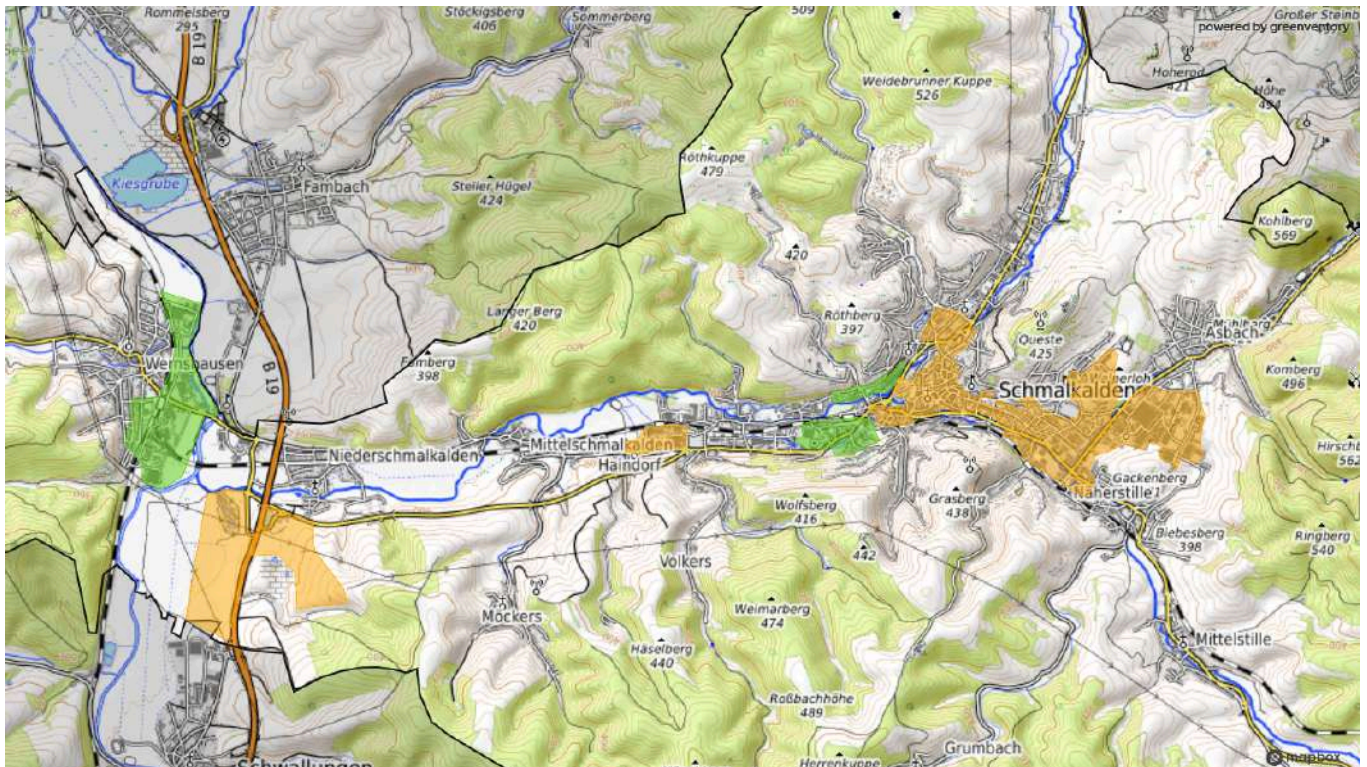 Rommelsberg
295
B 19
Stöckigsberg
406
Sommerberg
509
Großer Steinb
powered by greenventory
Weidebrunner Kuppe
526
Hoherod
421
Höhe
494
Kiesgrube
Fambach
Steller Hügel
424
Röthkuppe
479
Kohlberg
569
420
Langer Berg
420
Röthberg
397
Queste
425
Asbach
Wernshausen
B 19
398
Schmalkalden
Komberg
496
Niederschmalkalden
Mittelschmalkalden
Haindorf
Hirschb
562
Wolfsberg
416
Grasberg
438
Gackenberg
Näherstille
Biebesberg
398
Ringberg
540
442
Volkers
Möckers
Weimarberg
474
Mittelstille
Häselberg
440
Roßbachhöhe
489
Grumbach
Schwallungen
Herrenkuppe
mapbox